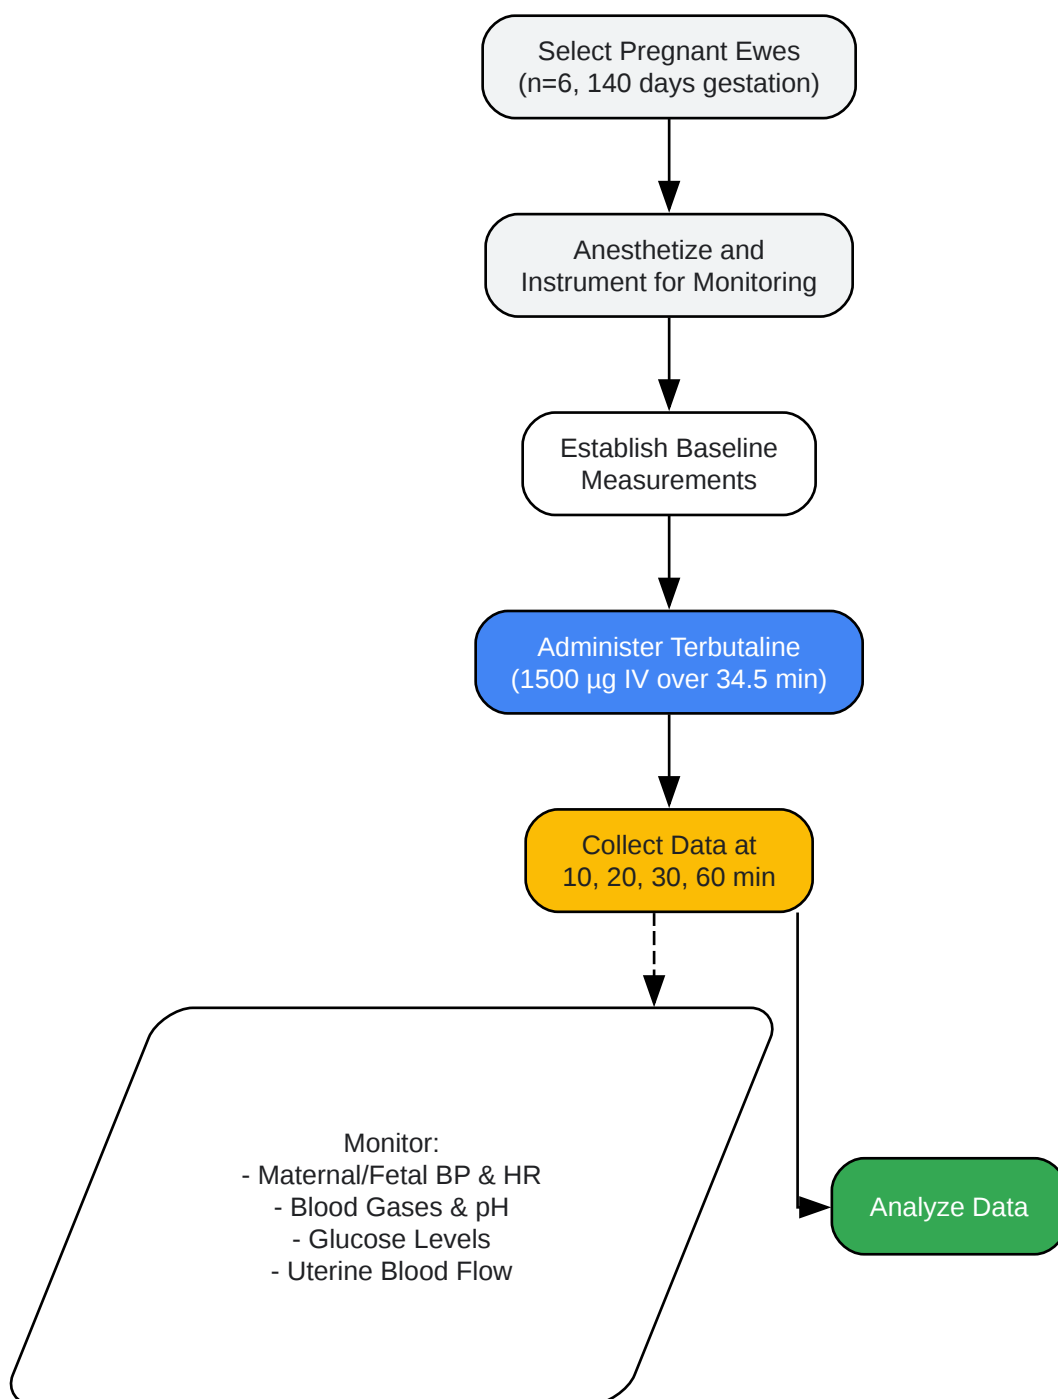 Select Pregnant Ewes
(n=6, 140 days gestation)
Anesthetize and
Instrument for Monitoring
Establish Baseline
Measurements
Administer Terbutaline
(1500 µg IV over 34.5 min)
Collect Data at
10, 20, 30, 60 min
Monitor:
- Maternal/Fetal BP & HR
- Blood Gases & pH
- Glucose Levels
- Uterine Blood Flow
Analyze Data